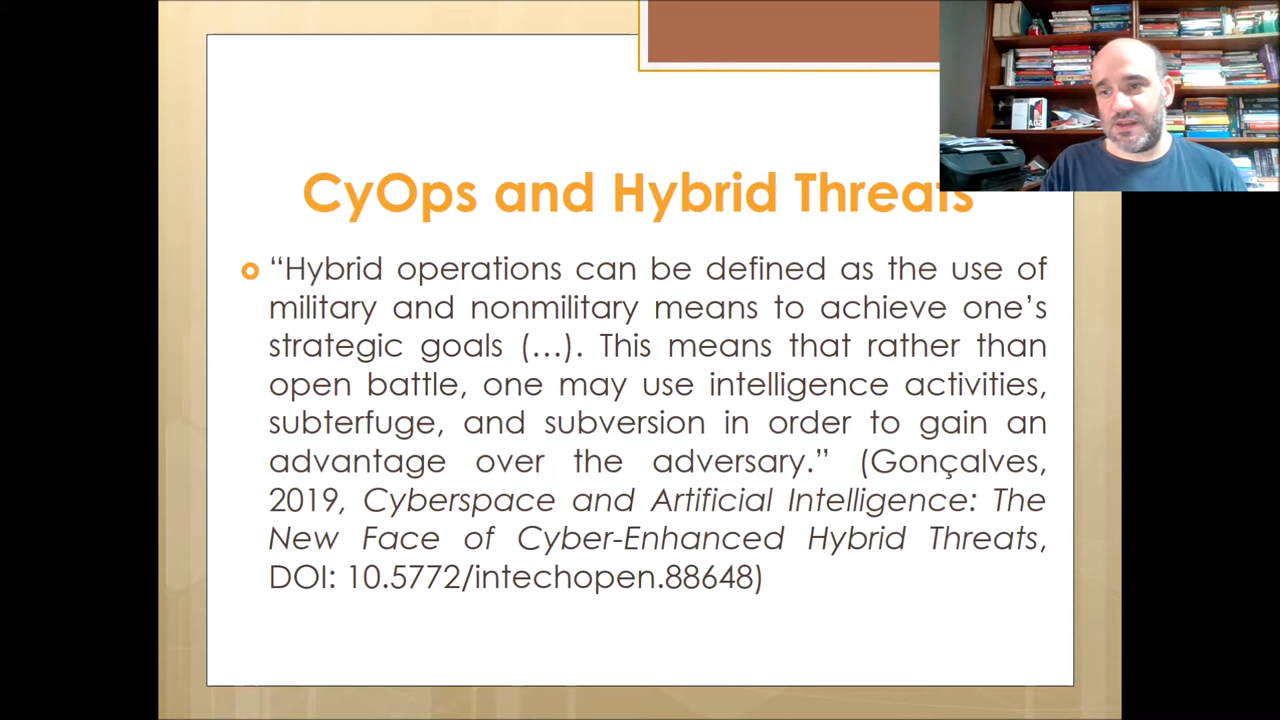 CyOps and Hybrid Threats
“Hybrid operations can be defined as the use of
military and nonmilitary means to achieve one’s
strategic goals (...). This means that rather than
open battle, one may use intelligence activities,
subterfuge, and subversion in order to gain an
advantage over the adversary.” (Gonçalves,
2019, Cyberspace and Artificial Intelligence: The
New Face of Cyber-Enhanced Hybrid Threats,
DOI: 10.5772/intechopen.88648)